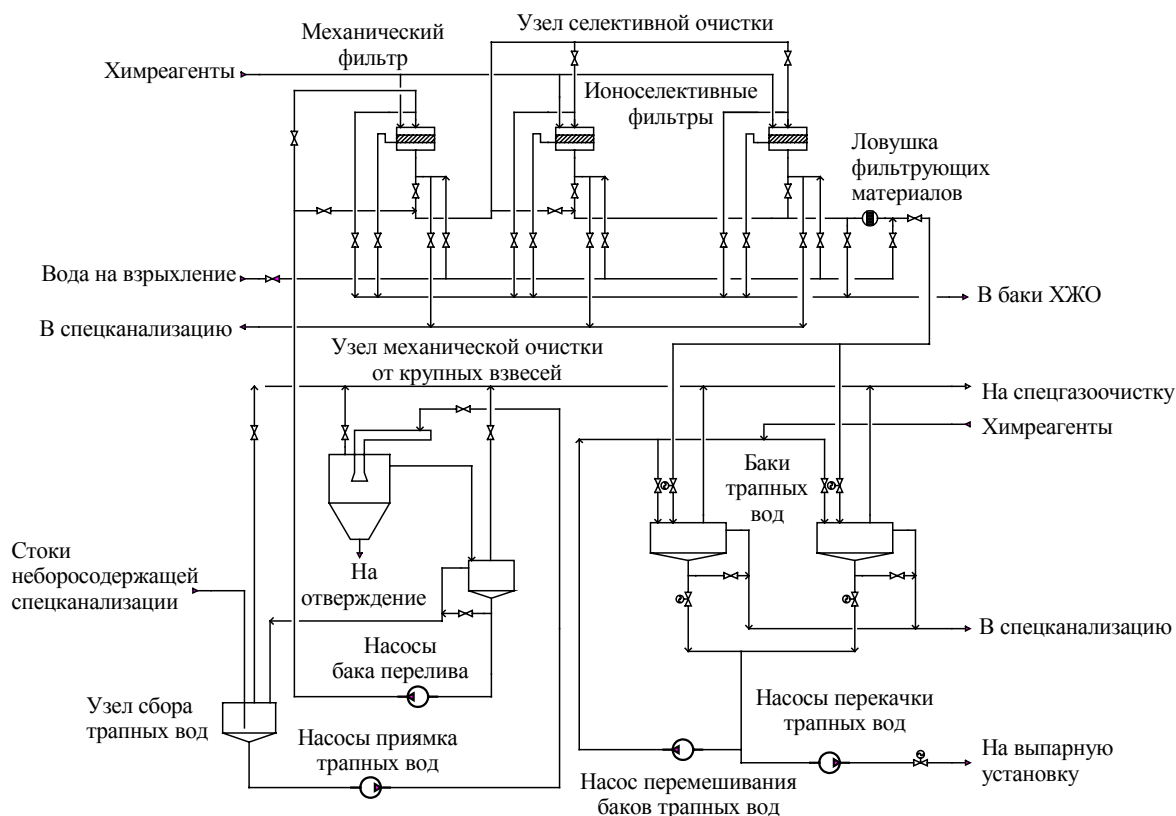 Узел селективной очистки
Механический
фильтр
Химреагенты
Ионоселективные
фильтры
Ловушка
фильтрующих
материалов
Вода на взрыхление
В баки ХЖО
В спецканализацию
Узел механической очистки
от крупных взвесей
На спецгазоочистку
Химреагенты
Баки
трапных
вод
Стоки
неборосодержащей
спецканализации
На
отверждение
В спецканализацию
Насосы
бака перелива
Узел сбора
трапных вод
Насосы приямка
трапных вод
Насосы перекачки
трапных вод
На выпарную
установку
Насос перемешивания
баков трапных вод